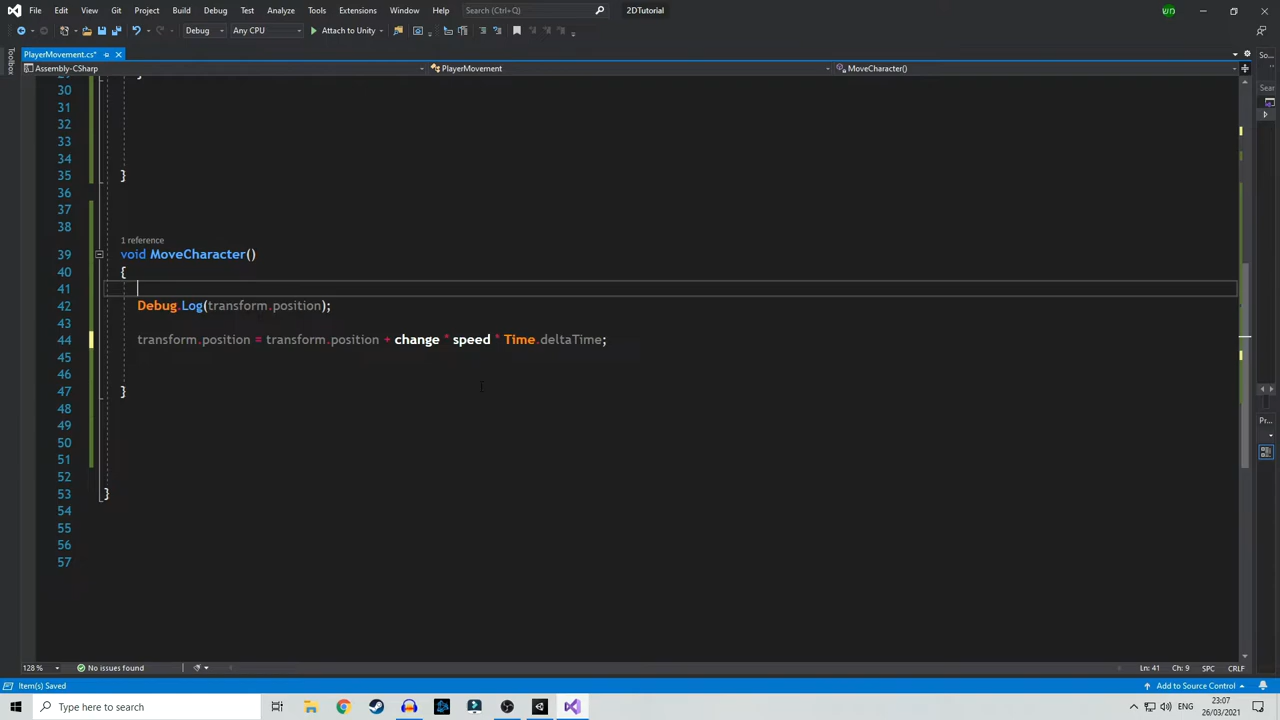 File Edit View Git Project Build Debug Test Analyze Tools Extensions Window Help Search (Ctrl+Q) 2DTutorial
Debug Any CPU Attach to Unity
PlayerMovement.cs*
Toolbox
Assembly-CSharp PlayerMovement MoveCharacter()
So...
Sear
30
31
32
33
34
35 }
36
37
38
1 reference
39 void MoveCharacter()
40 {
41
42 Debug.Log(transform.position);
43
44 transform.position = transform.position + change * speed * Time.deltaTime;
45
46
47 }
48
49
50
51
52
53 }
54
55
56
57
Pr...
128 % No issues found Ln: 41 Ch: 9 SPC CRLF
Item(s) Saved Add to Source Control
Type here to search ENG 23:07
26/03/2021